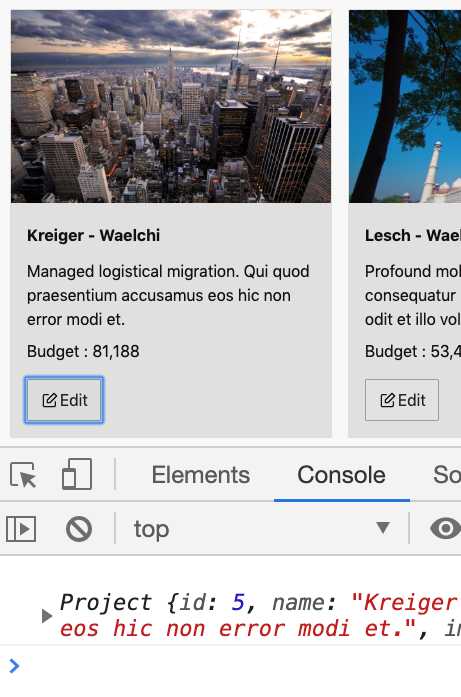 Kreiger - Waelchi
Managed logistical migration. Qui quod
praesentium accusamus eos hic non
error modi et.
Budget : 81,188
Edit
Lesch - Wael
Profound mol
consequatur
odit et illo vol
Budget : 53,4
Edit
Elements Console So
top
Project {id: 5, name: "Kreiger
eos hic non error modi et.", im